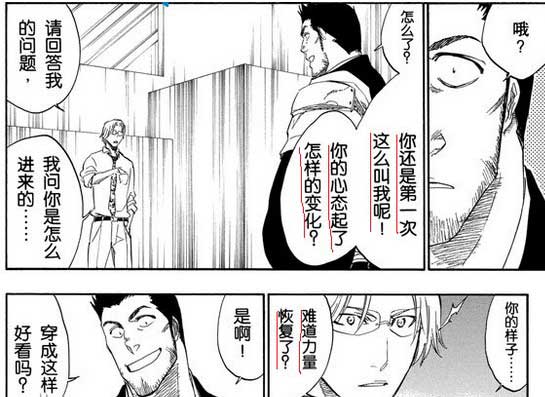 哦？
你还是第一次
这么叫我呢！
怎么了？
你的心态起了
怎样的变化？
请回答我
的问题，
我问你是怎么
进来的……
你的样子……
难道力量
恢复了？
是啊！
穿成这样
好看吗？